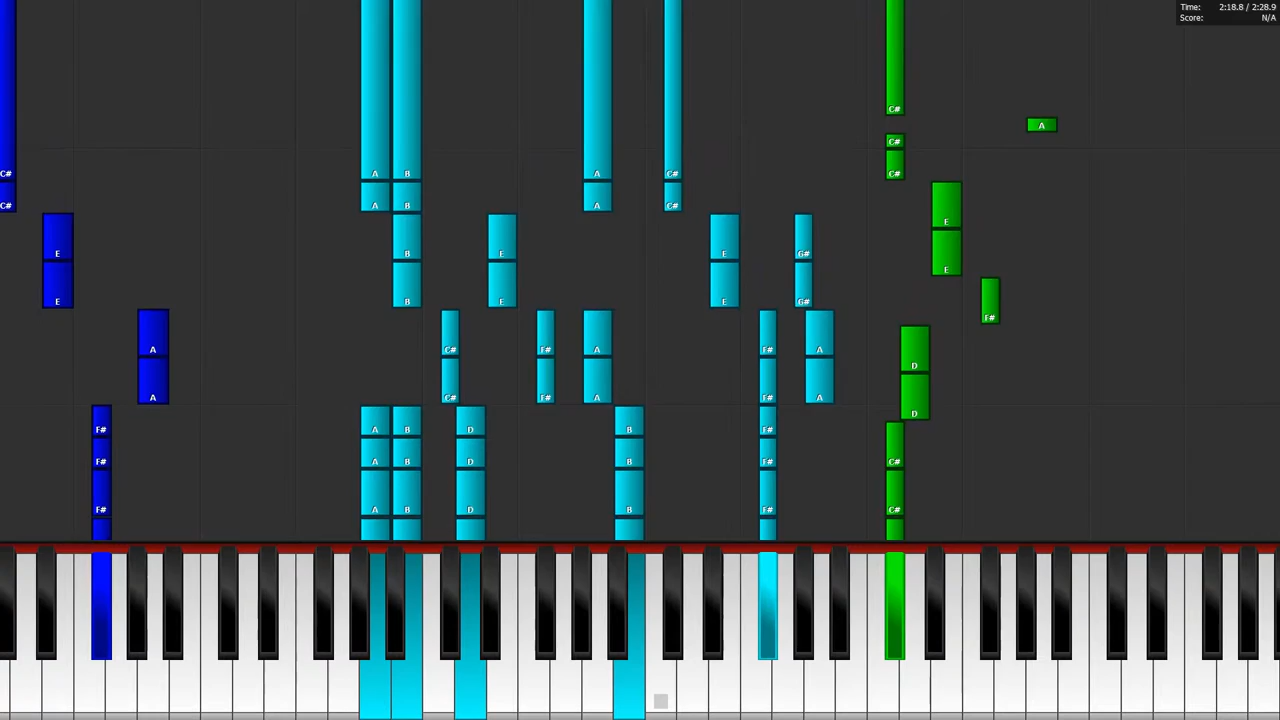 Time: 2:18.8 / 2:28.9
Score: N/A
C#
C#
A
C# A B A C# C#
C# A B A C#
E
E B E E G#
E
E B E E G#
F#
A C# F# A F# A
D
A C# F# A F# A
D
F# A B D B F#
F# A B D B F# C#
F# A B D B F# C#